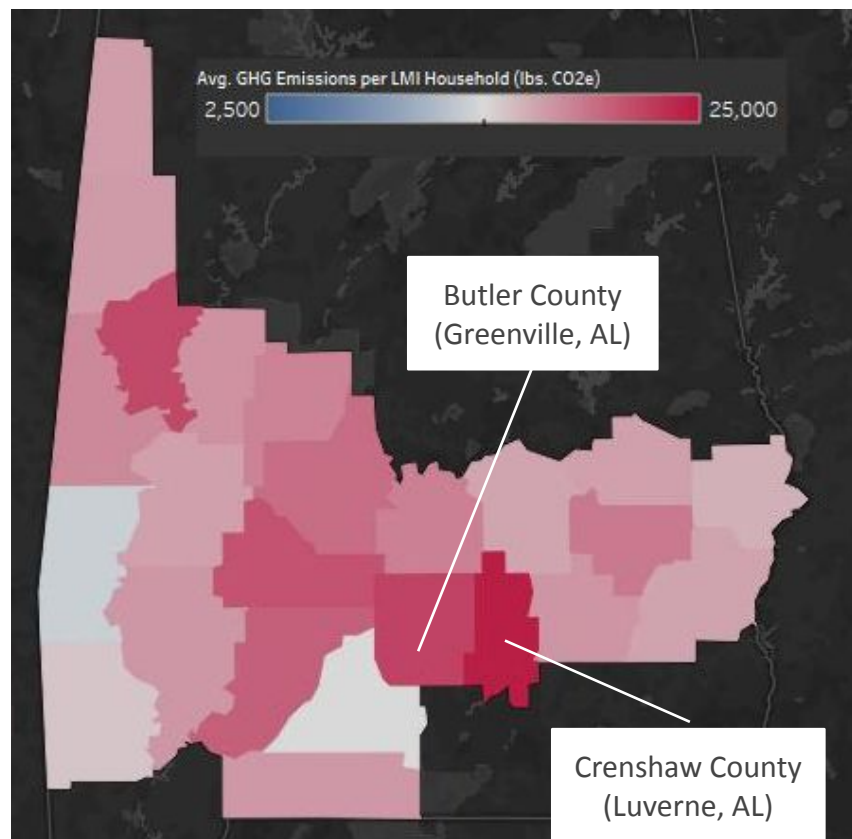 Avg. GHG Emissions per LMI Household (lbs. CO2e)
2,500 25,000
Butler County
(Greenville, AL)
Crenshaw County
(Luverne, AL)